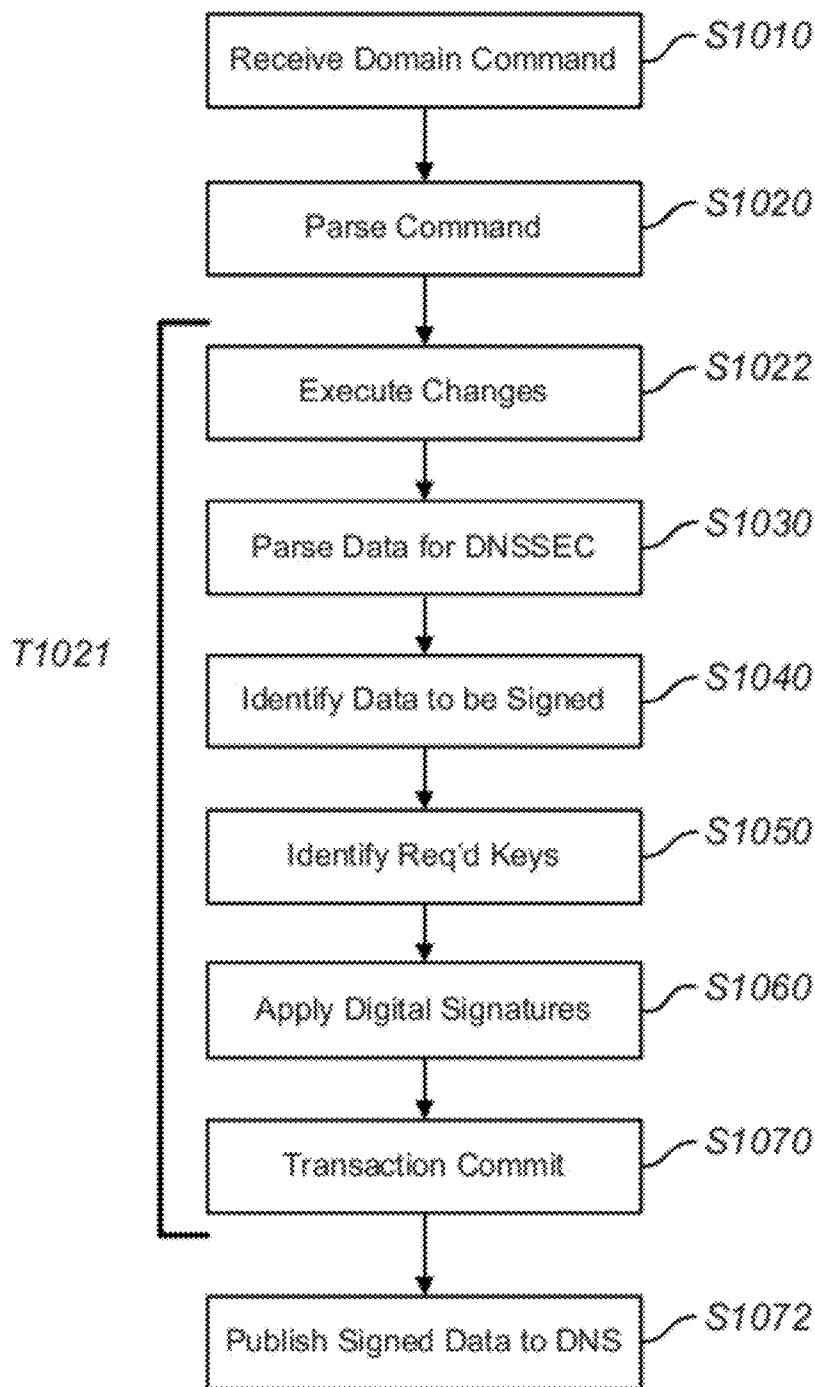 Receive Domain Command
S1010
Parse Command
S1020
Execute Changes
S1022
Parse Data for DNSSEC
S1030
T1021
Identify Data to be Signed
S1040
Identify Req'd Keys
S1050
Apply Digital Signatures
S1060
Transaction Commit
S1070
Publish Signed Data to DNS
S1072